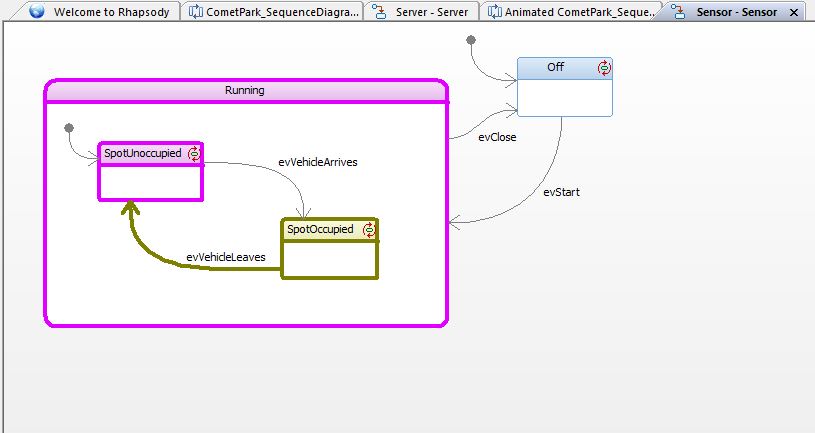 Welcome to Rhapsody
CometPark_SequenceDiagra...
Server - Server
Animated CometPark_Seque...
Sensor - Sensor
Off
Running
evClose
SpotUnoccupied
evVehicleArrives
evStart
SpotOccupied
evVehicleLeaves